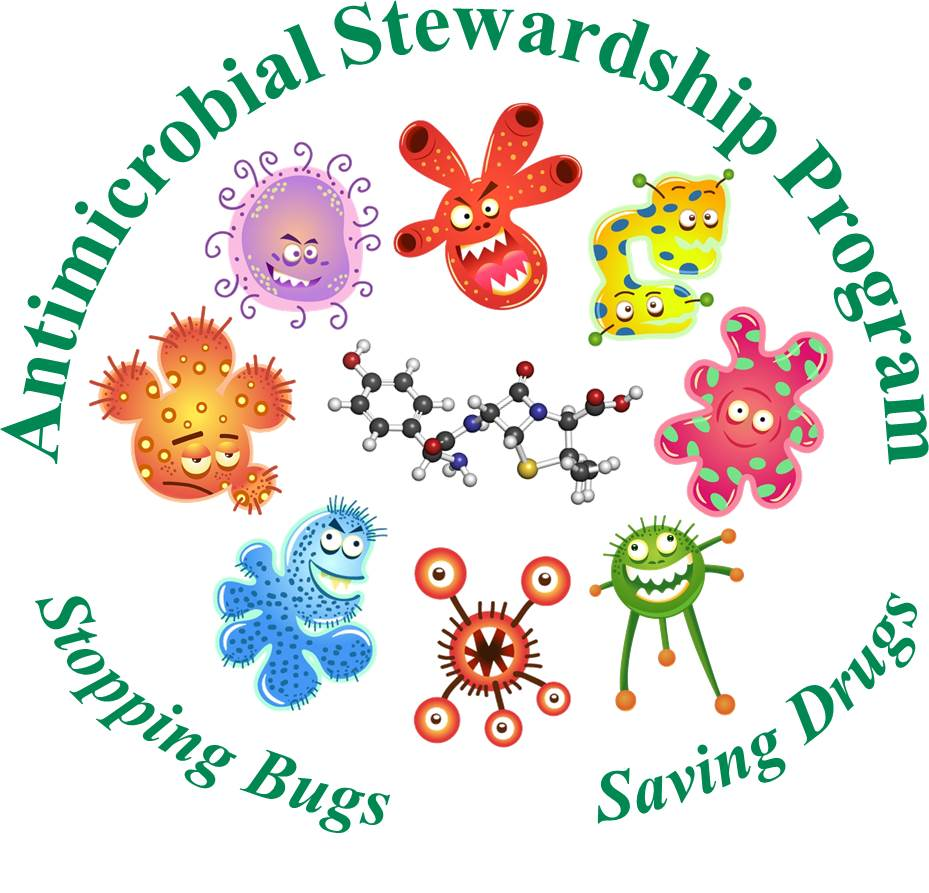 Antimicrobial Stewardship Program
Stopping Bugs
Saving Drugs